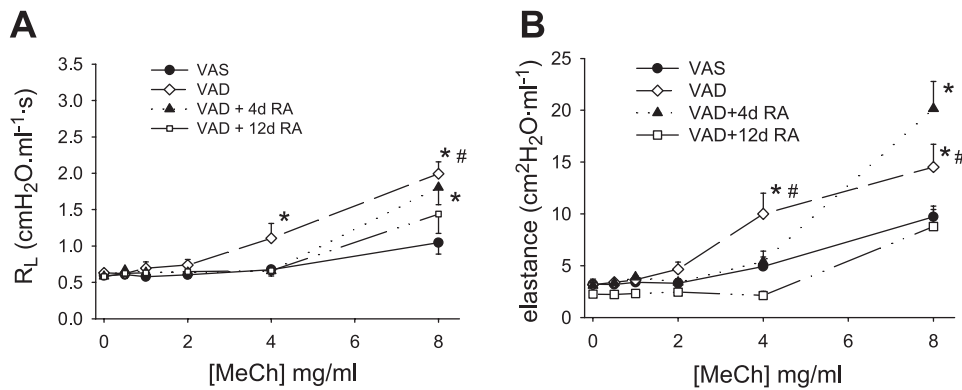 A
R_L (cmH₂O.ml⁻¹·s)
3.5
3.0
2.5
2.0
1.5
1.0
0.5
0.0
VAS
VAD
VAD + 4d RA
VAD + 12d RA
*
* #
*
0 2 4 6 8
[MeCh] mg/ml
B
elastance (cm²H₂O·ml⁻¹)
25
20
15
10
5
0
VAS
VAD
VAD+4d RA
VAD+12d RA
* #
*
* #
0 2 4 6 8
[MeCh] mg/ml